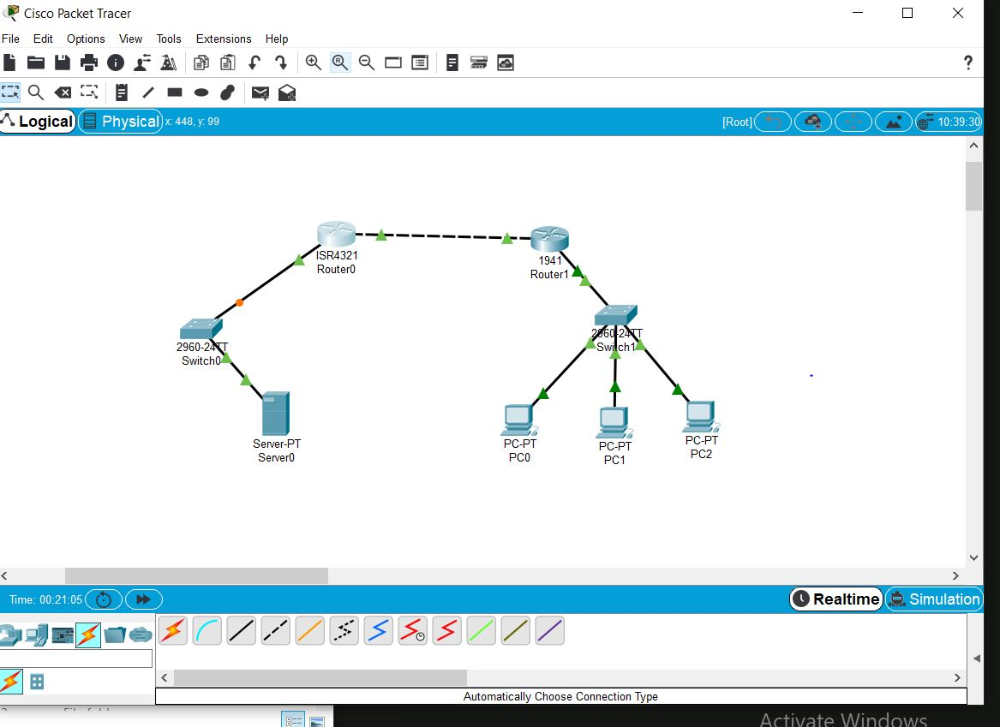 Cisco Packet Tracer
File Edit Options View Tools Extensions Help
?
Logical Physical x: 448, y: 99 [Root] 10:39:30
ISR4321
Router0
1941
Router1
2960-24TT
Switch0
2960-24TT
Switch1
Server-PT
Server0
PC-PT
PC0
PC-PT
PC1
PC-PT
PC2
Time: 00:21:05 Realtime Simulation
Automatically Choose Connection Type
Activate Windows